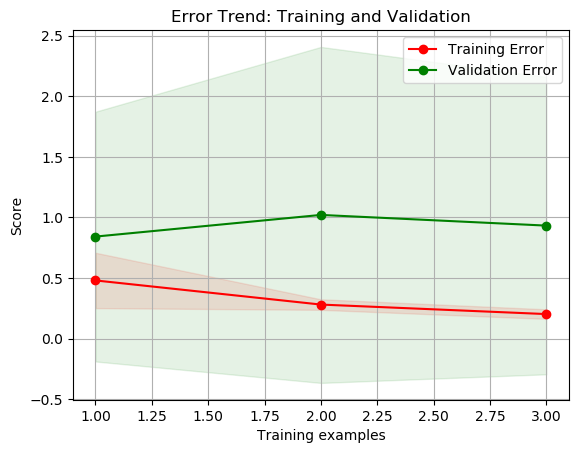 Error Trend: Training and Validation
Training Error
Validation Error
2.5
2.0
1.5
1.0
0.5
0.0
−0.5
Score
1.00 1.25 1.50 1.75 2.00 2.25 2.50 2.75 3.00
Training examples